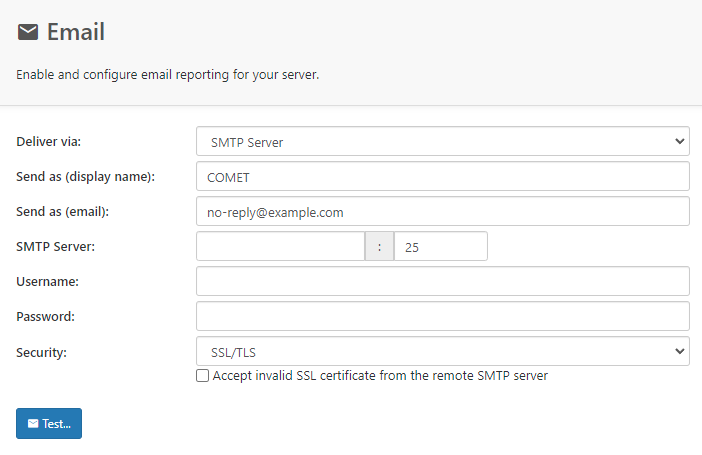 Email
Enable and configure email reporting for your server.
Deliver via: SMTP Server
Send as (display name): COMET
Send as (email): no-reply@example.com
SMTP Server: : 25
Username:
Password:
Security: SSL/TLS
Accept invalid SSL certificate from the remote SMTP server
Test...